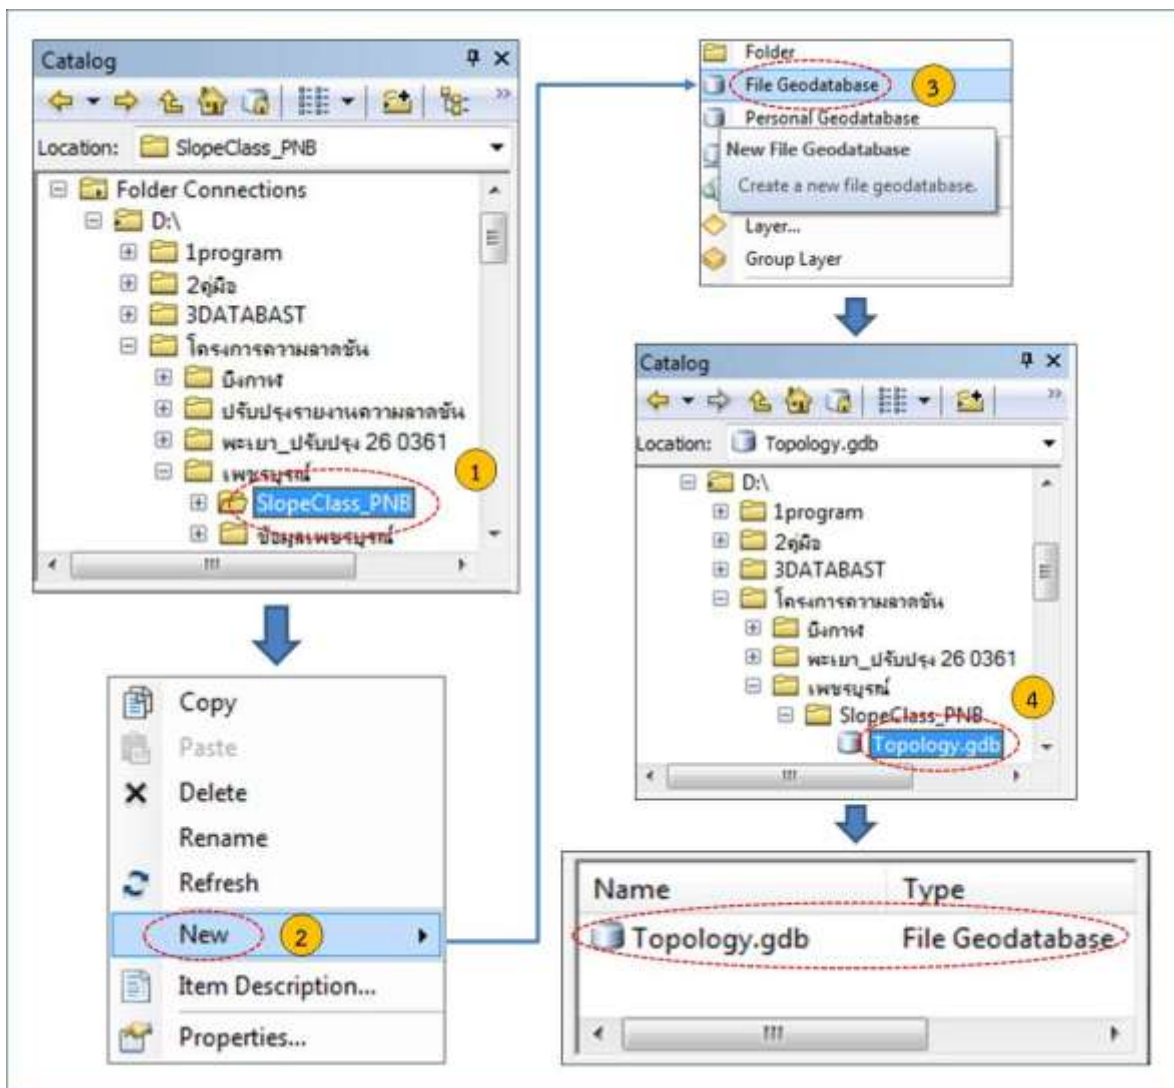 Catalog
Location: SlopeClass_PNB
Folder Connections
D:\
1program
2คู่มือ
3DATABAST
โครงการความลาดชัน
บึงกาฬ
ปรับปรุงรายงานความลาดชัน
พะเยา_ปรับปรุง 26 0361
เพชรบูรณ์
1
SlopeClass_PNB
ข้อมูลเพชรบูรณ์
Copy
Paste
Delete
Rename
Refresh
New 2
Item Description...
Properties...
Folder
File Geodatabase 3
Personal Geodatabase
New File Geodatabase
Create a new file geodatabase.
Layer...
Group Layer
Catalog
Location: Topology.gdb
D:\
1program
2คู่มือ
3DATABAST
โครงการความลาดชัน
บึงกาฬ
พะเยา_ปรับปรุง 26 0361
เพชรบูรณ์
SlopeClass_PNB 4
Topology.gdb
Name Type
Topology.gdb File Geodatabase